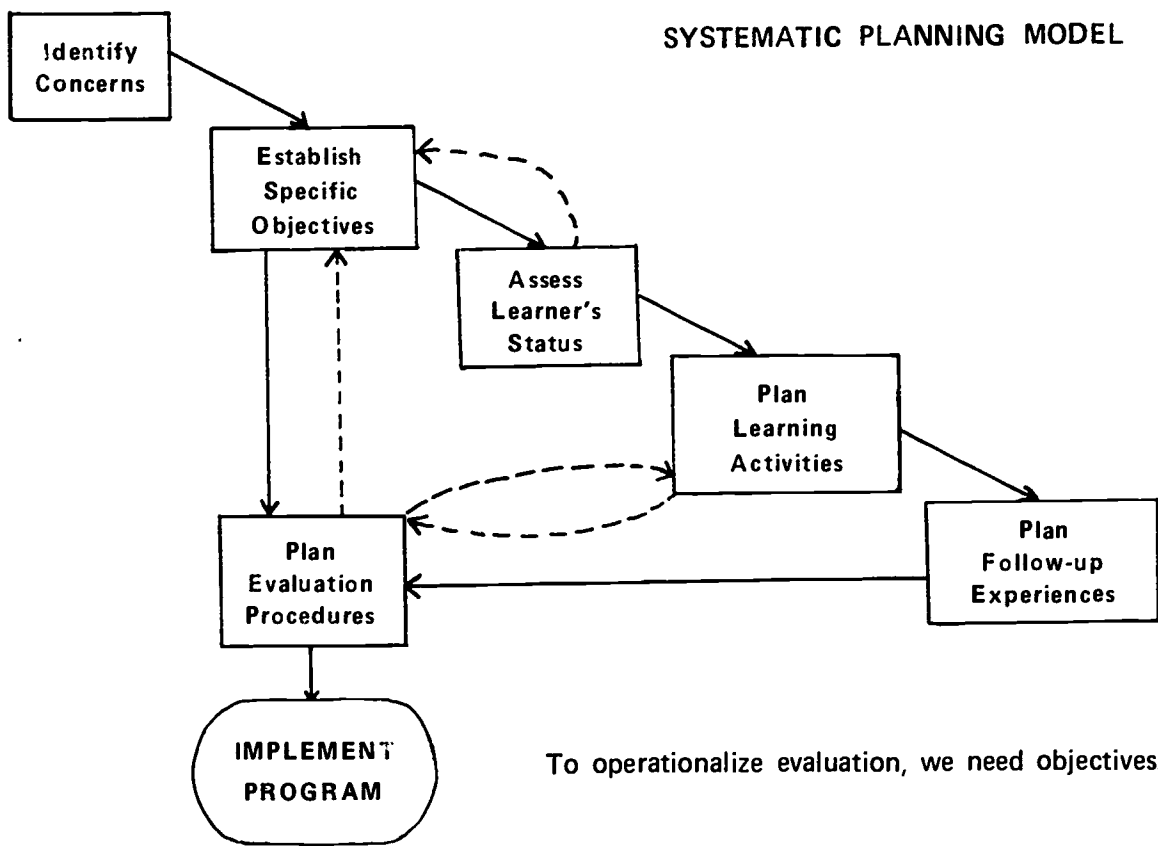 SYSTEMATIC PLANNING MODEL
Identify
Concerns
Establish
Specific
Objectives
Assess
Learner's
Status
Plan
Learning
Activities
Plan
Follow-up
Experiences
Plan
Evaluation
Procedures
IMPLEMENT
PROGRAM
To operationalize evaluation, we need objectives